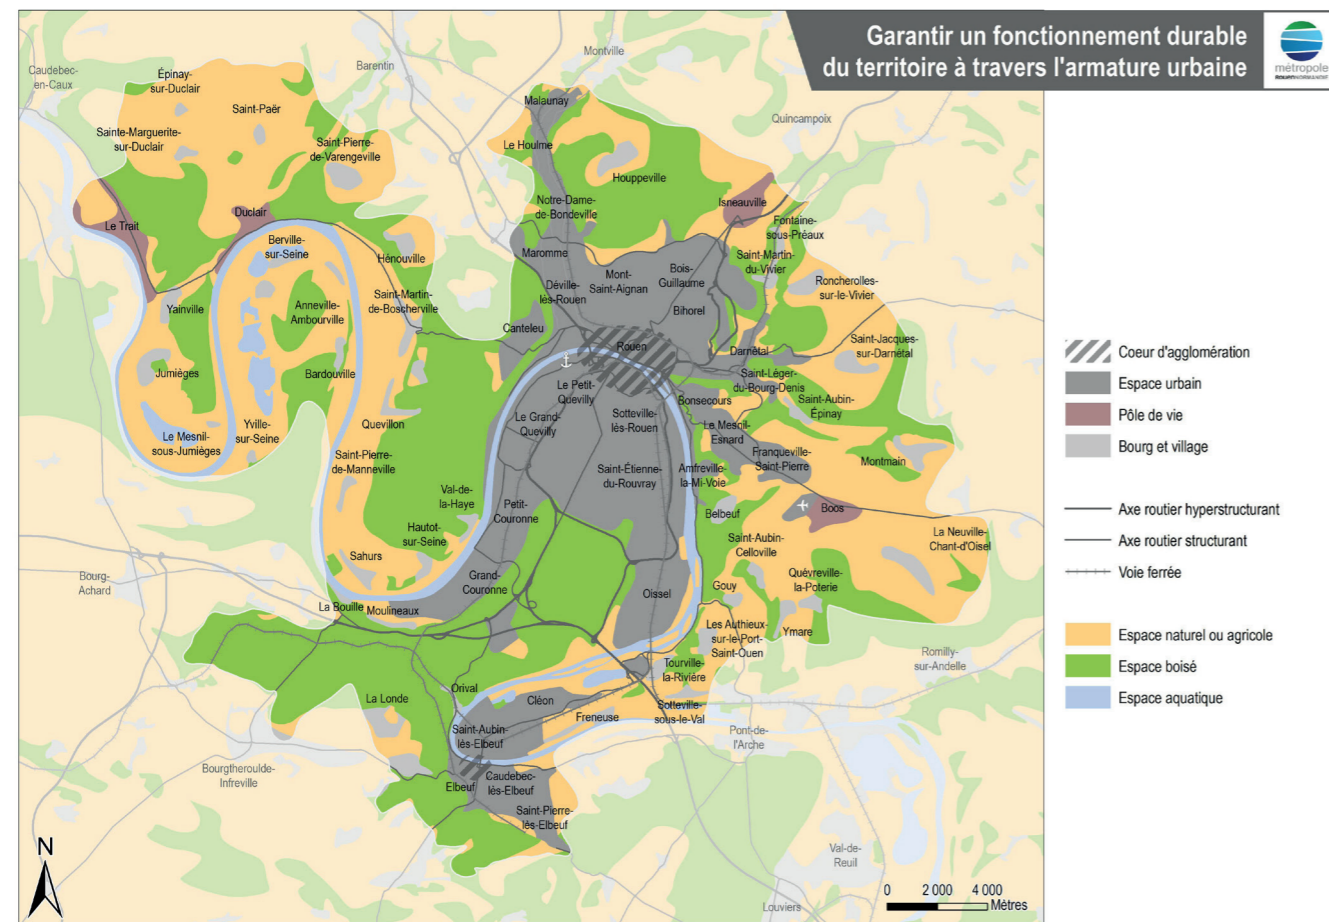 Garantir un fonctionnement durable
du territoire à travers l'armature urbaine
métropole
ROUENNORMANDIE
Caudebec-
en-Caux
Épinay-
sur-Duclair
Barentin
Montville
Saint-Paër
Malaunay
Quincampoix
Sainte-Marguerite-
sur-Duclair
Saint-Pierre-
de-Varengeville
Le Houlme
Houppeville
Notre-Dame-
de-Bondeville
Isneauville
Le Trait
Duclair
Fontaine-
sous-Préaux
Berville-
sur-Seine
Maromme
Hénouville
Saint-Martin-
du-Vivier
Mont-
Saint-Aignan
Bois-
Guillaume
Roncherolles-
sur-le-Vivier
Déville-
lès-Rouen
Saint-Martin-
de-Boscherville
Yainville
Anneville-
Ambourville
Bihorel
Canteleu
Rouen
Darnétal
Saint-Jacques-
sur-Darnétal
Jumièges
Bardouville
Saint-Léger-
du-Bourg-Denis
Le Petit-
Quevilly
Bonsecours
Saint-Aubin-
Épinay
Le Grand-
Quevilly
Sotteville-
lès-Rouen
Le Mesnil-
Esnard
Le Mesnil-
sous-Jumièges
Yville-
sur-Seine
Quevillon
Franqueville-
Saint-Pierre
Montmain
Saint-Pierre-
de-Manneville
Saint-Étienne-
du-Rouvray
Amfreville-
la-Mi-Voie
Val-de-
la-Haye
Petit-
Couronne
Belbeuf
Boos
Hautot-
sur-Seine
Saint-Aubin-
Celloville
La Neuville-
Chant-d'Oisel
Sahurs
Bourg-
Achard
Grand-
Couronne
Oissel
Gouy
Quévreville-
la-Poterie
La Bouille
Moulineaux
Les Authieux-
sur-le-Port-
Saint-Ouen
Ymare
Romilly-
sur-Andelle
Tourville-
la-Rivière
Orival
La Londe
Cléon
Freneuse
Sotteville-
sous-le-Val
Saint-Aubin-
lès-Elbeuf
Pont-de-
l'Arche
Bourgtheroulde-
Infreville
Elbeuf
Caudebec-
lès-Elbeuf
Saint-Pierre-
lès-Elbeuf
Val-de-
Reuil
Louviers
N
0 2 000 4 000
Mètres
Coeur d'agglomération
Espace urbain
Pôle de vie
Bourg et village
Axe routier hyperstructurant
Axe routier structurant
Voie ferrée
Espace naturel ou agricole
Espace boisé
Espace aquatique